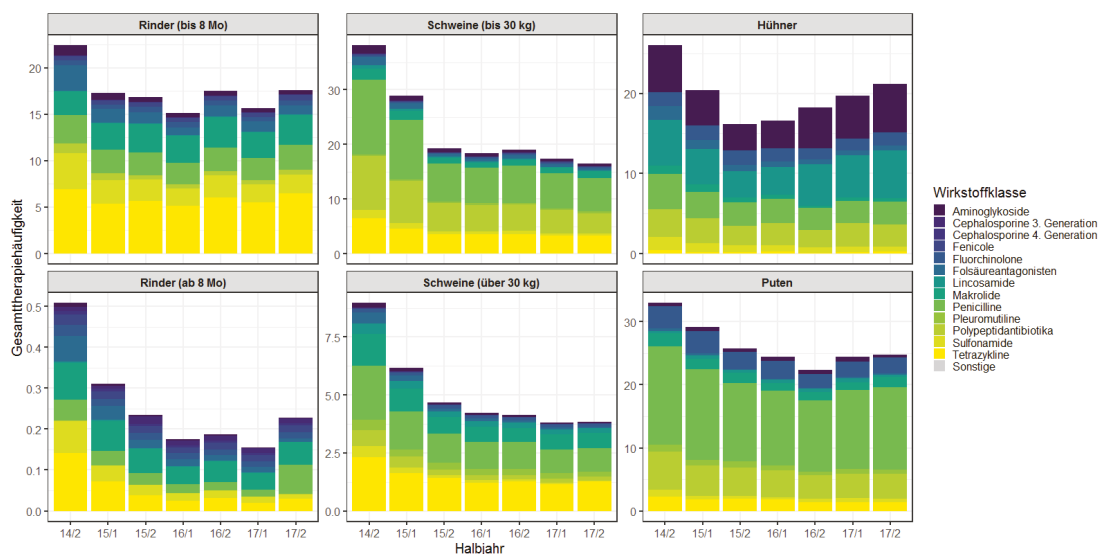 Rinder (bis 8 Mo)
Schweine (bis 30 kg)
Hühner
20
15
10
5
0
30
20
10
0
20
10
0
Gesamttherapiehäufigkeit
Rinder (ab 8 Mo)
Schweine (über 30 kg)
Puten
0.5
0.4
0.3
0.2
0.1
0.0
7.5
5.0
2.5
0.0
30
20
10
0
14/2 15/1 15/2 16/1 16/2 17/1 17/2
14/2 15/1 15/2 16/1 16/2 17/1 17/2
14/2 15/1 15/2 16/1 16/2 17/1 17/2
Halbjahr
Wirkstoffklasse
Aminoglykoside
Cephalosporine 3. Generation
Cephalosporine 4. Generation
Fenicole
Fluorchinolone
Folsäureantagonisten
Lincosamide
Makrolide
Penicilline
Pleuromutiline
Polypeptidantibiotika
Sulfonamide
Tetrazykline
Sonstige